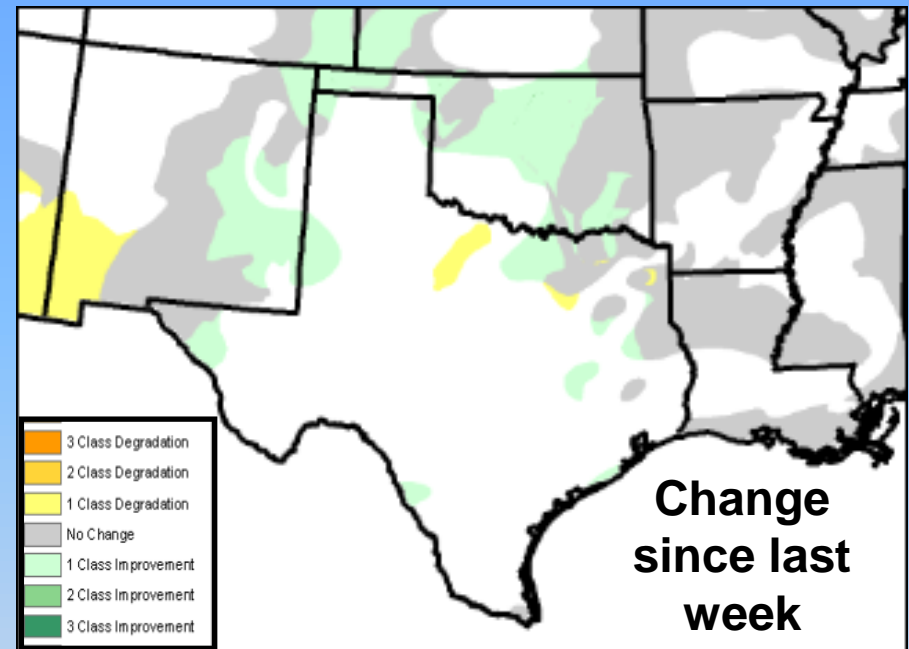 3 Class Degradation
2 Class Degradation
1 Class Degradation
No Change
1 Class Improvement
2 Class Improvement
3 Class Improvement
Change
since last
week